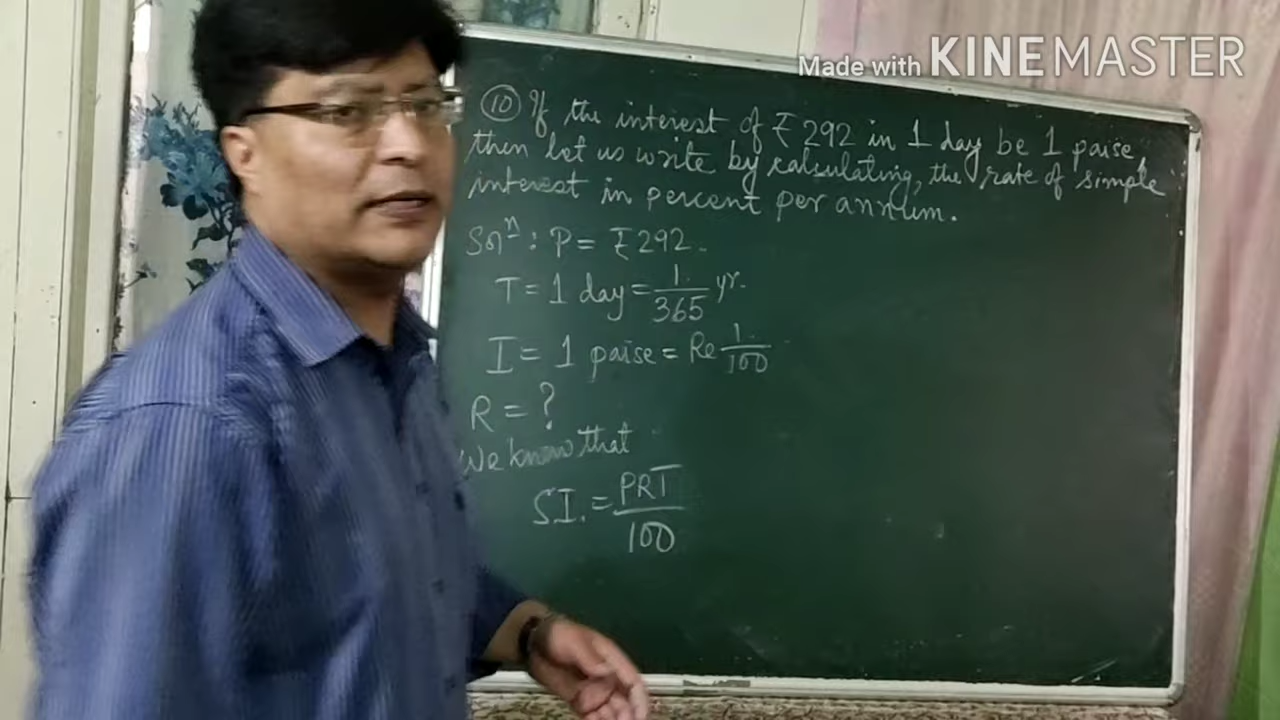 Made with KINEMASTER
⑩ If the interest of ₹292 in 1 day be 1 paise,
then let us write by calculating, the rate of simple
interest in percent per annum.
Solⁿ: P = ₹292.
T = 1 day = 1/365 yr.
I = 1 paise = Re 1/100
R = ?
We know that
S.I. = PRT/100